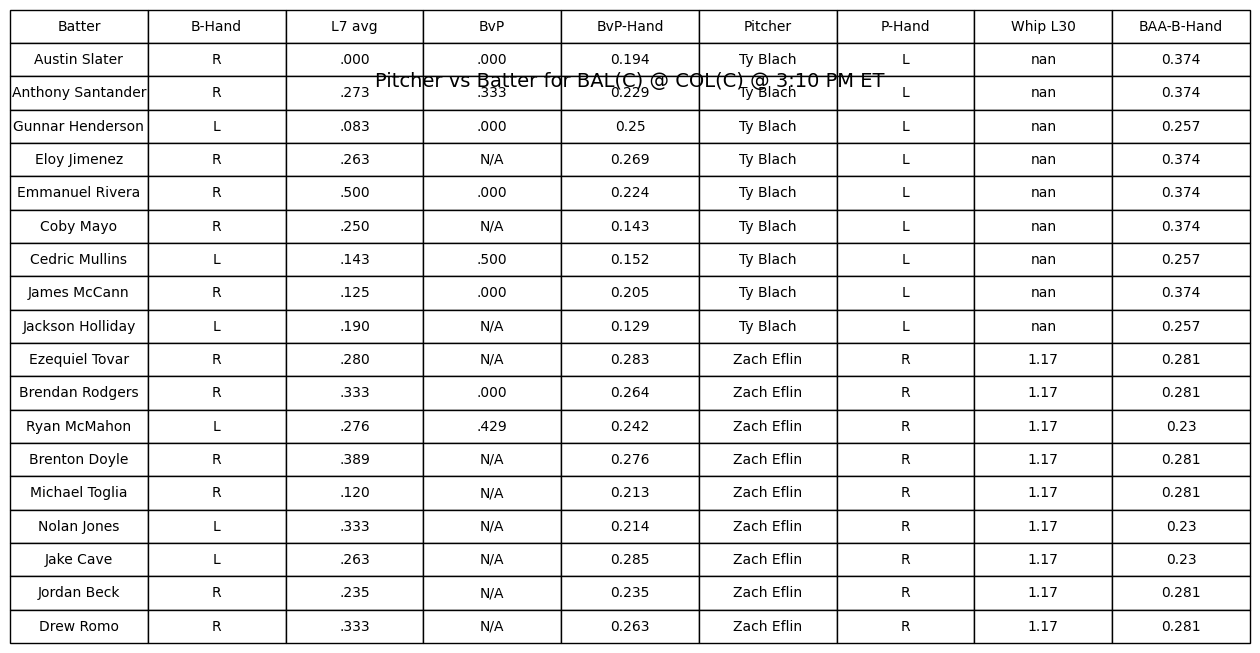 Batter B-Hand L7 avg BvP BvP-Hand Pitcher P-Hand Whip L30 BAA-B-Hand
Austin Slater R .000 .000 0.194 Ty Blach L nan 0.374
Pitcher vs Batter for BAL(C) @ COL(C) @ 3:10 PM ET
Anthony Santander R .273 .333 0.229 Ty Blach L nan 0.374
Gunnar Henderson L .083 .000 0.25 Ty Blach L nan 0.257
Eloy Jimenez R .263 N/A 0.269 Ty Blach L nan 0.374
Emmanuel Rivera R .500 .000 0.224 Ty Blach L nan 0.374
Coby Mayo R .250 N/A 0.143 Ty Blach L nan 0.374
Cedric Mullins L .143 .500 0.152 Ty Blach L nan 0.257
James McCann R .125 .000 0.205 Ty Blach L nan 0.374
Jackson Holliday L .190 N/A 0.129 Ty Blach L nan 0.257
Ezequiel Tovar R .280 N/A 0.283 Zach Eflin R 1.17 0.281
Brendan Rodgers R .333 .000 0.264 Zach Eflin R 1.17 0.281
Ryan McMahon L .276 .429 0.242 Zach Eflin R 1.17 0.23
Brenton Doyle R .389 N/A 0.276 Zach Eflin R 1.17 0.281
Michael Toglia R .120 N/A 0.213 Zach Eflin R 1.17 0.281
Nolan Jones L .333 N/A 0.214 Zach Eflin R 1.17 0.23
Jake Cave L .263 N/A 0.285 Zach Eflin R 1.17 0.23
Jordan Beck R .235 N/A 0.235 Zach Eflin R 1.17 0.281
Drew Romo R .333 N/A 0.263 Zach Eflin R 1.17 0.281